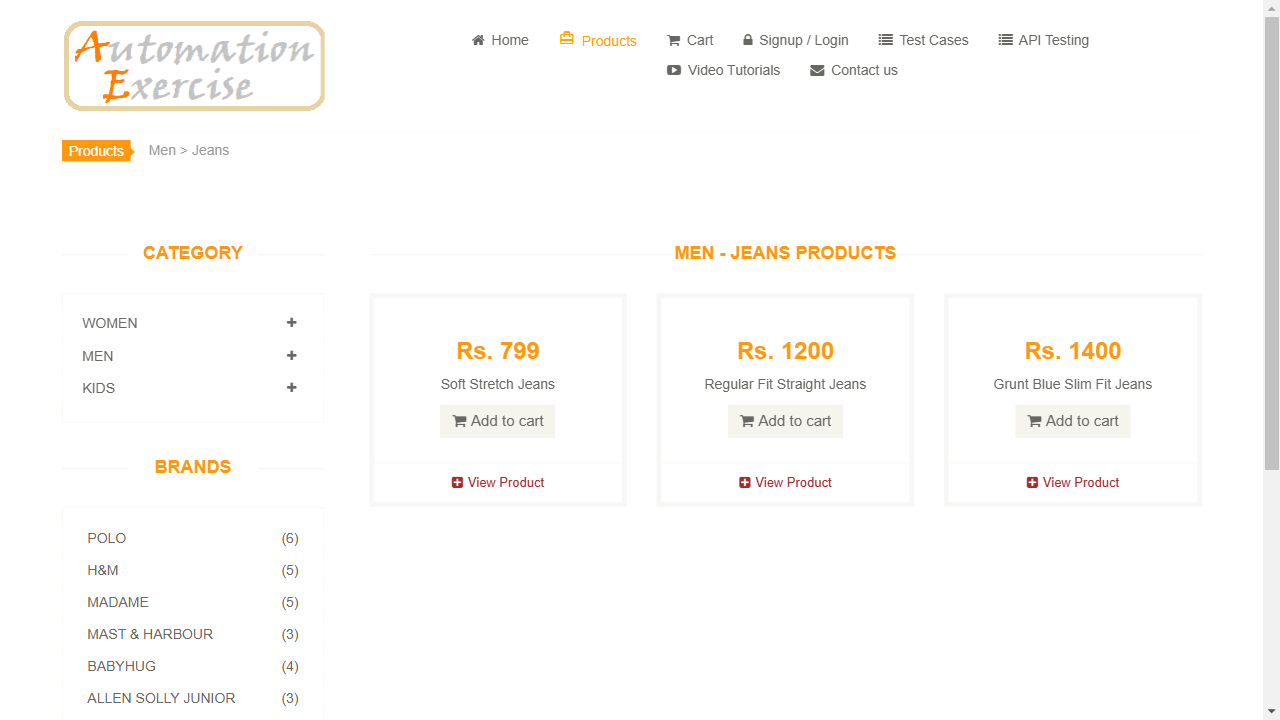 Automation
Exercise
Home
Products
Cart
Signup / Login
Test Cases
API Testing
Video Tutorials
Contact us
Products
Men > Jeans
CATEGORY
WOMEN
MEN
KIDS
BRANDS
POLO (6)
H&M (5)
MADAME (5)
MAST & HARBOUR (3)
BABYHUG (4)
ALLEN SOLLY JUNIOR (3)
MEN - JEANS PRODUCTS
Rs. 799
Soft Stretch Jeans
Add to cart
View Product
Rs. 1200
Regular Fit Straight Jeans
Add to cart
View Product
Rs. 1400
Grunt Blue Slim Fit Jeans
Add to cart
View Product